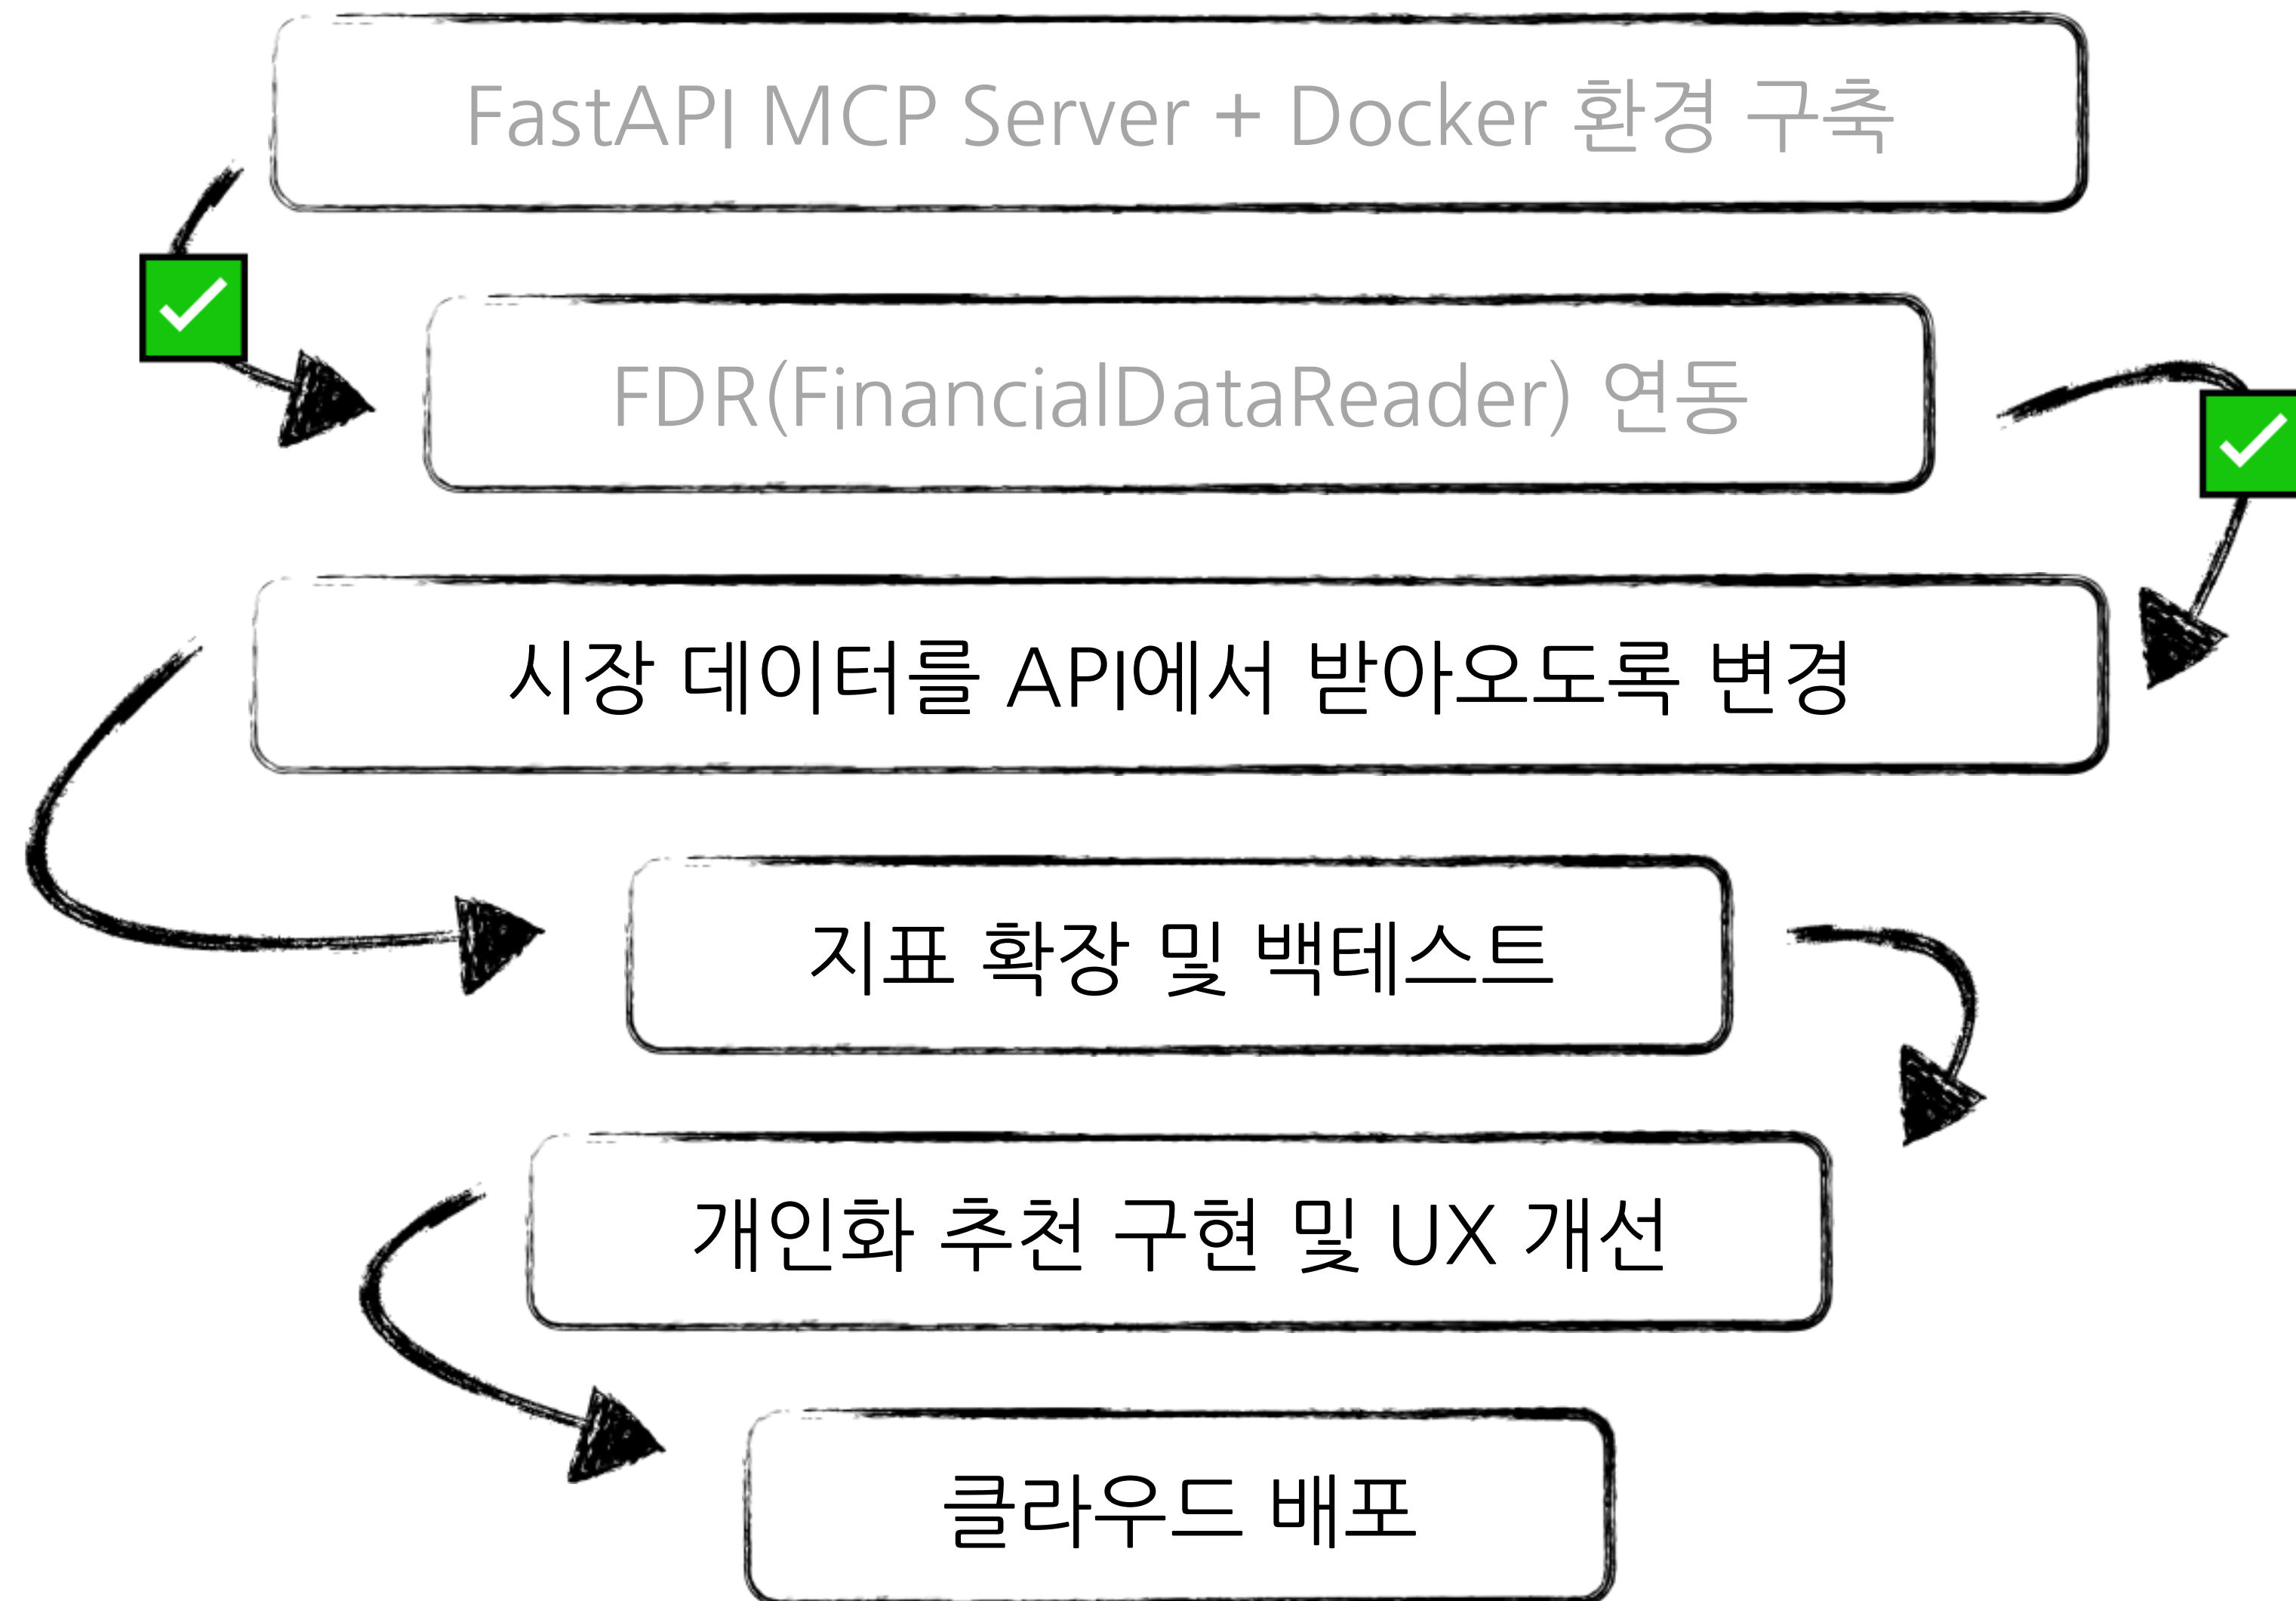 FastAPI MCP Server + Docker 환경 구축
FDR(FinancialDataReader) 연동
시장 데이터를 API에서 받아오도록 변경
지표 확장 및 백테스트
개인화 추천 구현 및 UX 개선
클라우드 배포